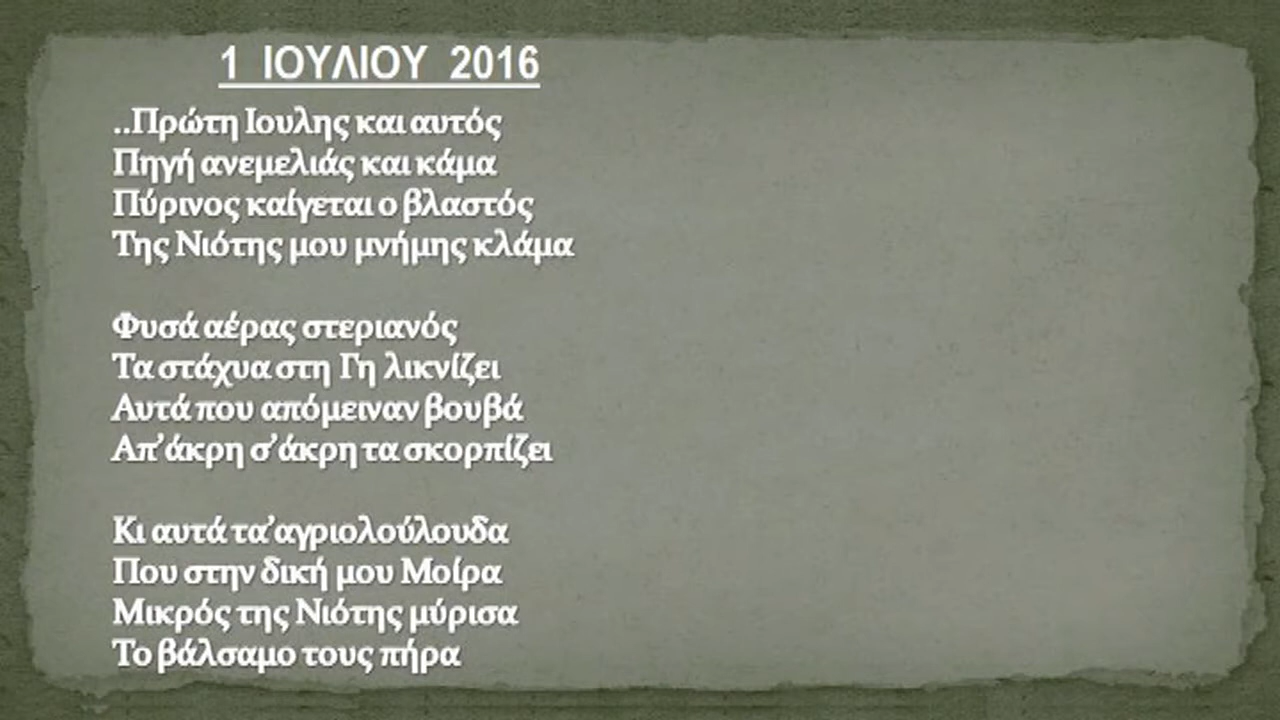 1 ΙΟΥΛΙΟΥ 2016
..Πρώτη Ιουλης και αυτός
Πηγή ανεμελιάς και κάμα
Πύρινος καίγεται ο βλαστός
Της Νιότης μου μνήμης κλάμα
Φυσά αέρας στεριανός
Τα στάχυα στη Γη λικνίζει
Αυτά που απόμειναν βουβά
Απ'άκρη σ'άκρη τα σκορπίζει
Κι αυτά τα'αγριολούλουδα
Που στην δική μου Μοίρα
Μικρός της Νιότης μύρισα
Το βάλσαμο τους πήρα